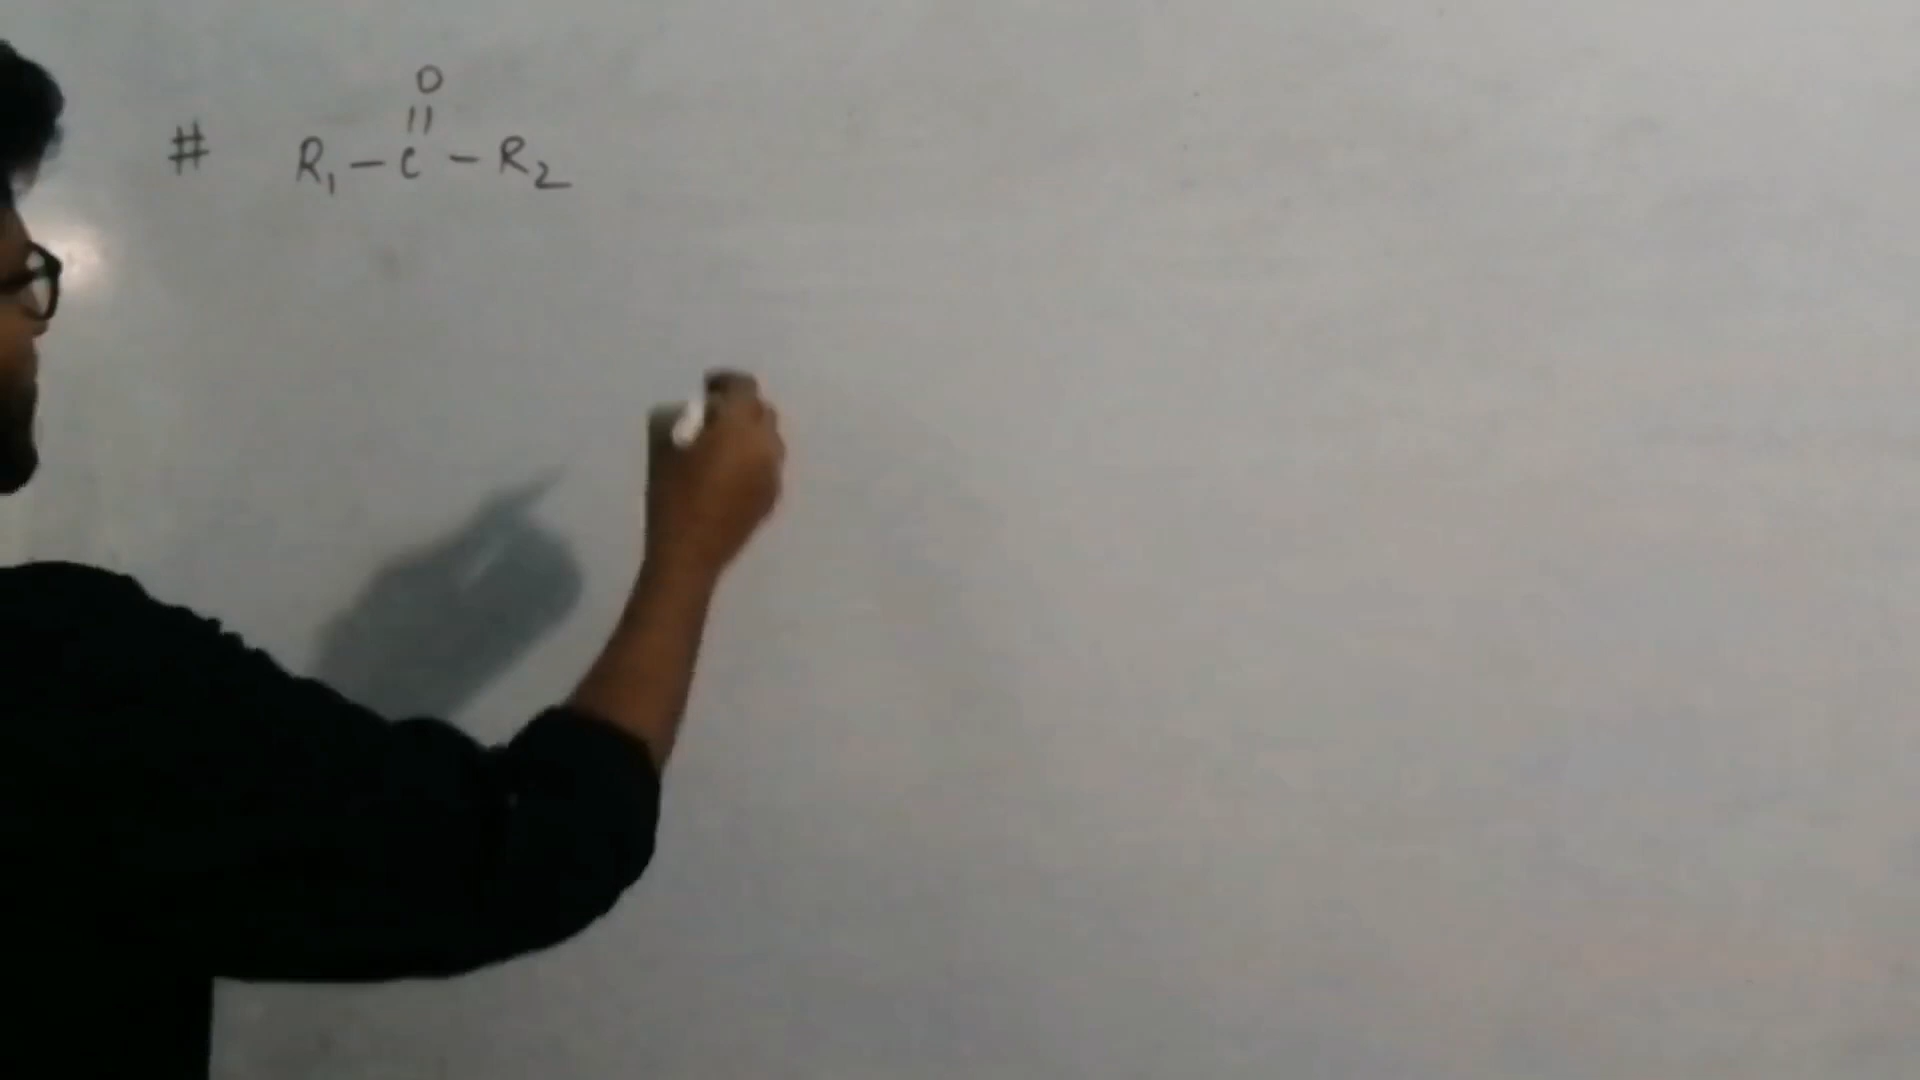 O
||
# R₁ – C – R₂